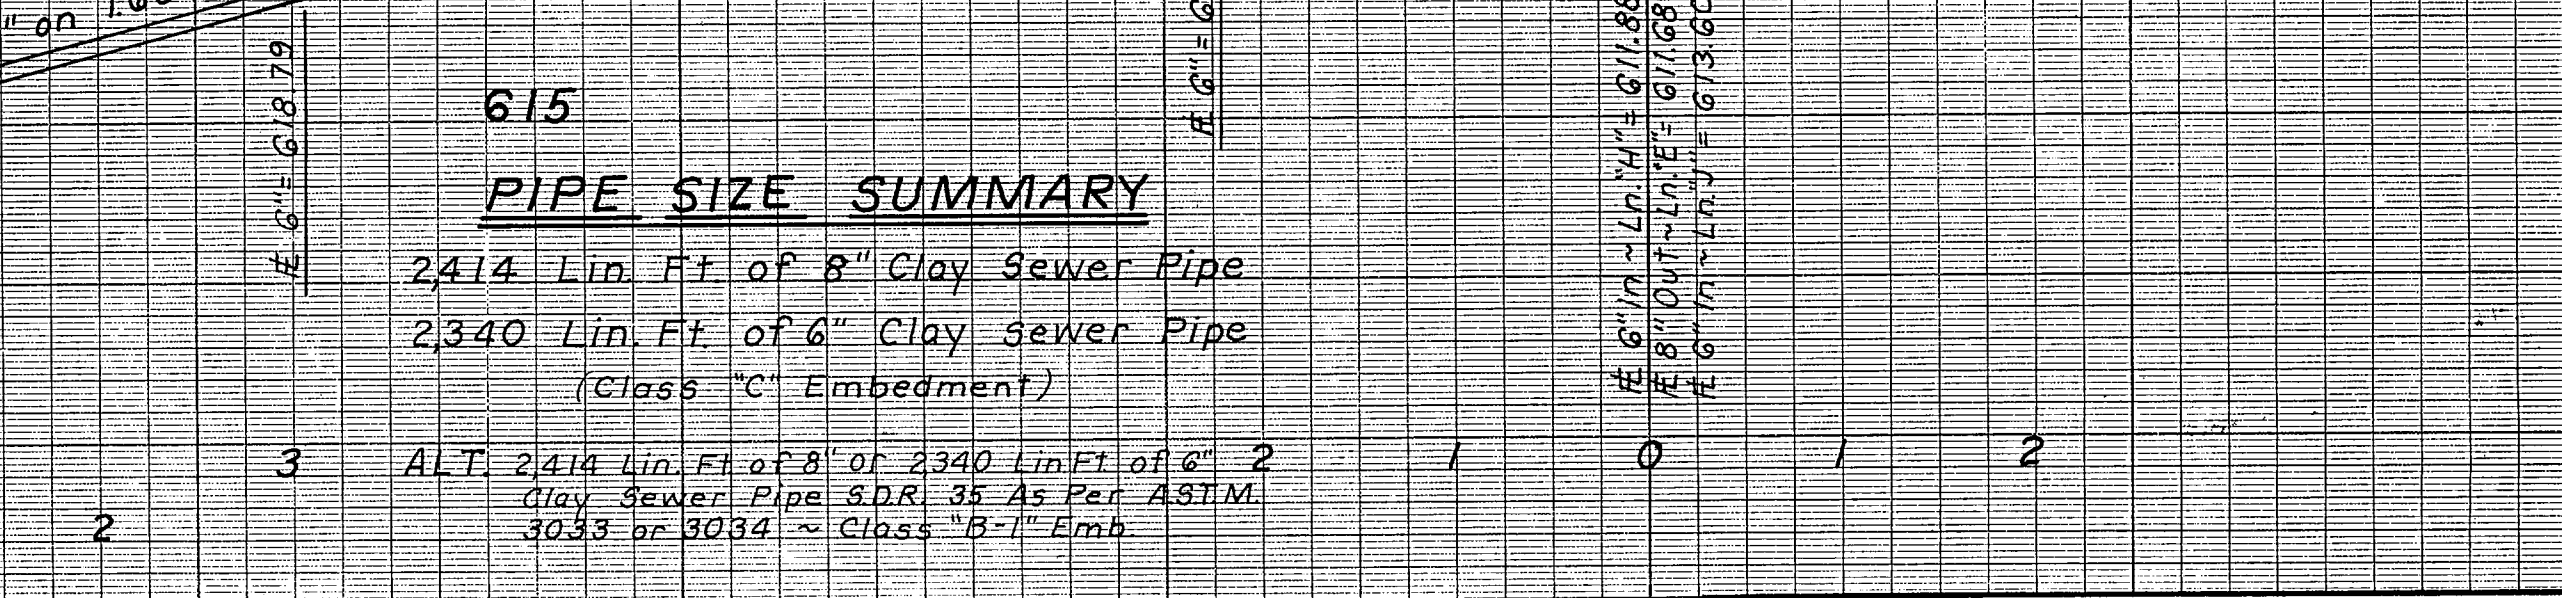 " on
℄ 6"= 618.79
615
℄ 6"= 6
℄ 6" In ~ Ln. "H" = 611.88
℄ 8" Out ~ Ln. "E" = 611.68
℄ 6" In ~ Ln. "J" = 613.60
PIPE SIZE SUMMARY
2,414 Lin. Ft. of 8" Clay Sewer Pipe
2,340 Lin. Ft. of 6" Clay Sewer Pipe
(Class "C" Embedment)
3
2 1 0 1 2
ALT. 2,414 Lin. Ft of 8" or 2,340 Lin Ft. of 6"
Clay Sewer Pipe S.D.R. 35 As Per A.S.T.M.
3033 or 3034 ~ Class "B-1" Emb.
2